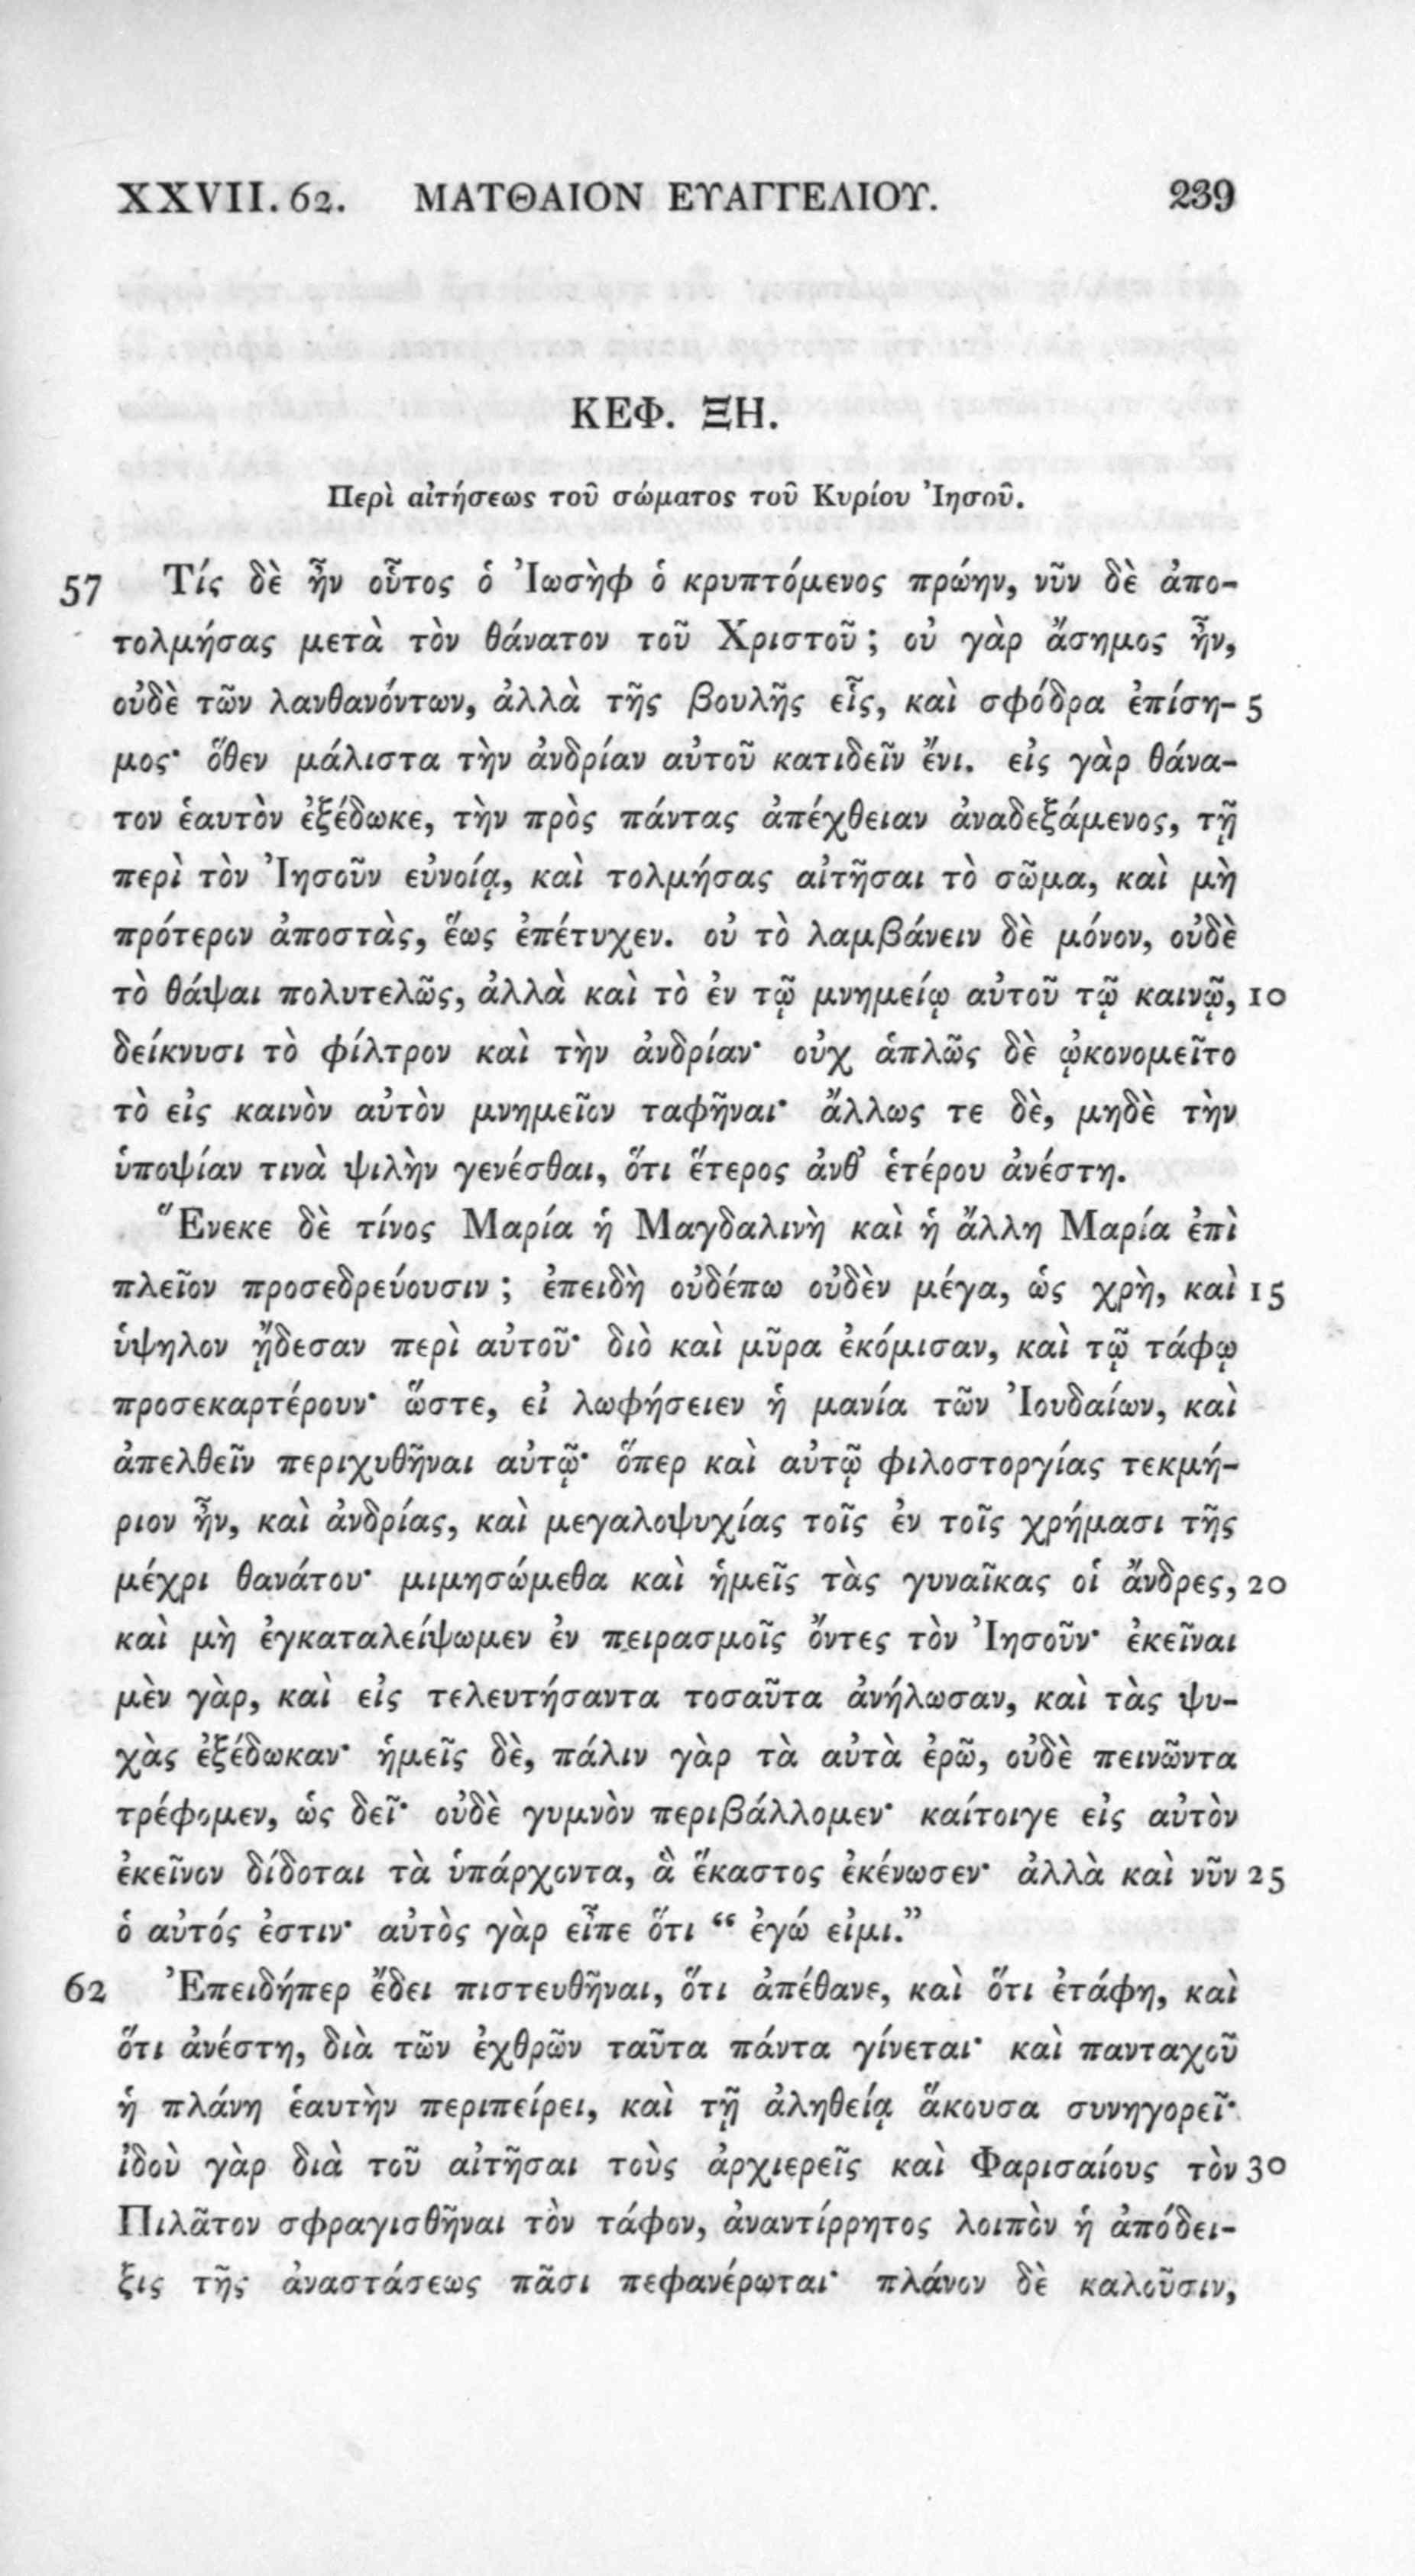 XXVII. 62. ΜΑΤΘΑΙΟΝ ΕΥΑΓΓΕΛΙΟΥ. 239
ΚΕΦ. ΞΗ.
Περὶ αἰτήσεως τοῦ σώματος τοῦ Κυρίου Ἰησοῦ.
57 Τίς δὲ ἦν οὗτος ὁ Ἰωσὴφ ὁ κρυπτόμενος πρώην, νῦν δὲ ἀπο-
τολμήσας μετὰ τὸν θάνατον τοῦ Χριστοῦ; οὐ γὰρ ἄσημος ἦν,
οὐδὲ τῶν λανθανόντων, ἀλλὰ τῆς βουλῆς εἷς, καὶ σφόδρα ἐπίση- 5
μος· ὅθεν μάλιστα τὴν ἀνδρίαν αὐτοῦ κατιδεῖν ἔνι. εἰς γὰρ θάνα-
τον ἑαυτὸν ἐξέδωκε, τὴν πρὸς πάντας ἀπέχθειαν ἀναδεξάμενος, τῇ
περὶ τὸν Ἰησοῦν εὐνοίᾳ, καὶ τολμήσας αἰτῆσαι τὸ σῶμα, καὶ μὴ
πρότερον ἀποστὰς, ἕως ἐπέτυχεν. οὐ τὸ λαμβάνειν δὲ μόνον, οὐδὲ
τὸ θάψαι πολυτελῶς, ἀλλὰ καὶ τὸ ἐν τῷ μνημείῳ αὐτοῦ τῷ καινῷ, 10
δείκνυσι τὸ φίλτρον καὶ τὴν ἀνδρίαν· οὐχ ἁπλῶς δὲ ᾠκονομεῖτο
τὸ εἰς καινὸν αὐτὸν μνημεῖον ταφῆναι· ἄλλως τε δὲ, μηδὲ τὴν
ὑποψίαν τινὰ ψιλὴν γενέσθαι, ὅτι ἕτερος ἀνθ' ἑτέρου ἀνέστη.
Ἕνεκε δὲ τίνος Μαρία ἡ Μαγδαλινὴ καὶ ἡ ἄλλη Μαρία ἐπὶ
πλεῖον προσεδρεύουσιν; ἐπειδὴ οὐδέπω οὐδὲν μέγα, ὡς χρὴ, καὶ 15
ὑψηλον ᾔδεσαν περὶ αὐτοῦ· διὸ καὶ μῦρα ἐκόμισαν, καὶ τῷ τάφῳ
προσεκαρτέρουν· ὥστε, εἰ λωφήσειεν ἡ μανία τῶν Ἰουδαίων, καὶ
ἀπελθεῖν περιχυθῆναι αὐτῷ· ὅπερ καὶ αὐτῷ φιλοστοργίας τεκμή-
ριον ἦν, καὶ ἀνδρίας, καὶ μεγαλοψυχίας τοῖς ἐν τοῖς χρήμασι τῆς
μέχρι θανάτου· μιμησώμεθα καὶ ἡμεῖς τὰς γυναῖκας οἱ ἄνδρες, 20
καὶ μὴ ἐγκαταλείψωμεν ἐν πειρασμοῖς ὄντες τὸν Ἰησοῦν· ἐκεῖναι
μὲν γὰρ, καὶ εἰς τελευτήσαντα τοσαῦτα ἀνήλωσαν, καὶ τὰς ψυ-
χὰς ἐξέδωκαν· ἡμεῖς δὲ, πάλιν γὰρ τὰ αὐτὰ ἐρῶ, οὐδὲ πεινῶντα
τρέφομεν, ὡς δεῖ· οὐδὲ γυμνὸν περιβάλλομεν· καίτοιγε εἰς αὐτὸν
ἐκεῖνον δίδοται τὰ ὑπάρχοντα, ἃ ἕκαστος ἐκένωσεν· ἀλλὰ καὶ νῦν 25
ὁ αὐτός ἐστιν· αὐτὸς γὰρ εἶπε ὅτι “ ἐγώ εἰμι.”
62 Ἐπειδήπερ ἔδει πιστευθῆναι, ὅτι ἀπέθανε, καὶ ὅτι ἐτάφη, καὶ
ὅτι ἀνέστη, διὰ τῶν ἐχθρῶν ταῦτα πάντα γίνεται· καὶ πανταχοῦ
ἡ πλάνη ἑαυτὴν περιπείρει, καὶ τῇ ἀληθείᾳ ἄκουσα συνηγορεῖ·
ἰδοὺ γὰρ διὰ τοῦ αἰτῆσαι τοὺς ἀρχιερεῖς καὶ Φαρισαίους τὸν 30
Πιλᾶτον σφραγισθῆναι τὸν τάφον, ἀναντίρρητος λοιπὸν ἡ ἀπόδει-
ξις τῆς ἀναστάσεως πᾶσι πεφανέρωται· πλάνον δὲ καλοῦσιν,